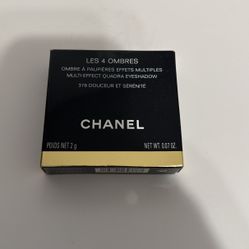 LES 4 OMBRES
OMBRE À PAUPIÈRES EFFETS MULTIPLES
MULTI-EFFECT QUADRA EYESHADOW
378 DOUCEUR ET SÉRÉNITÉ
CHANEL
POIDS NET 2 g NET WT. 0.07 OZ.